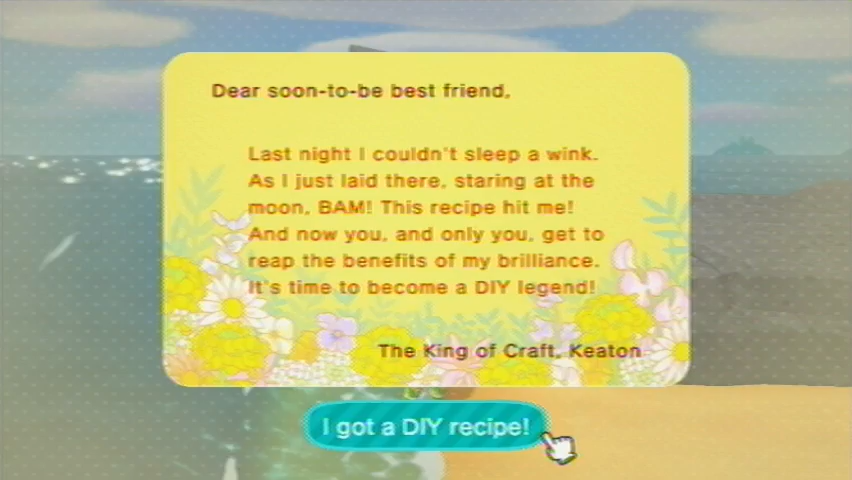 Dear soon-to-be best friend,
Last night I couldn't sleep a wink.
As I just laid there, staring at the
moon, BAM! This recipe hit me!
And now you, and only you, get to
reap the benefits of my brilliance.
It's time to become a DIY legend!
The King of Craft, Keaton
I got a DIY recipe!